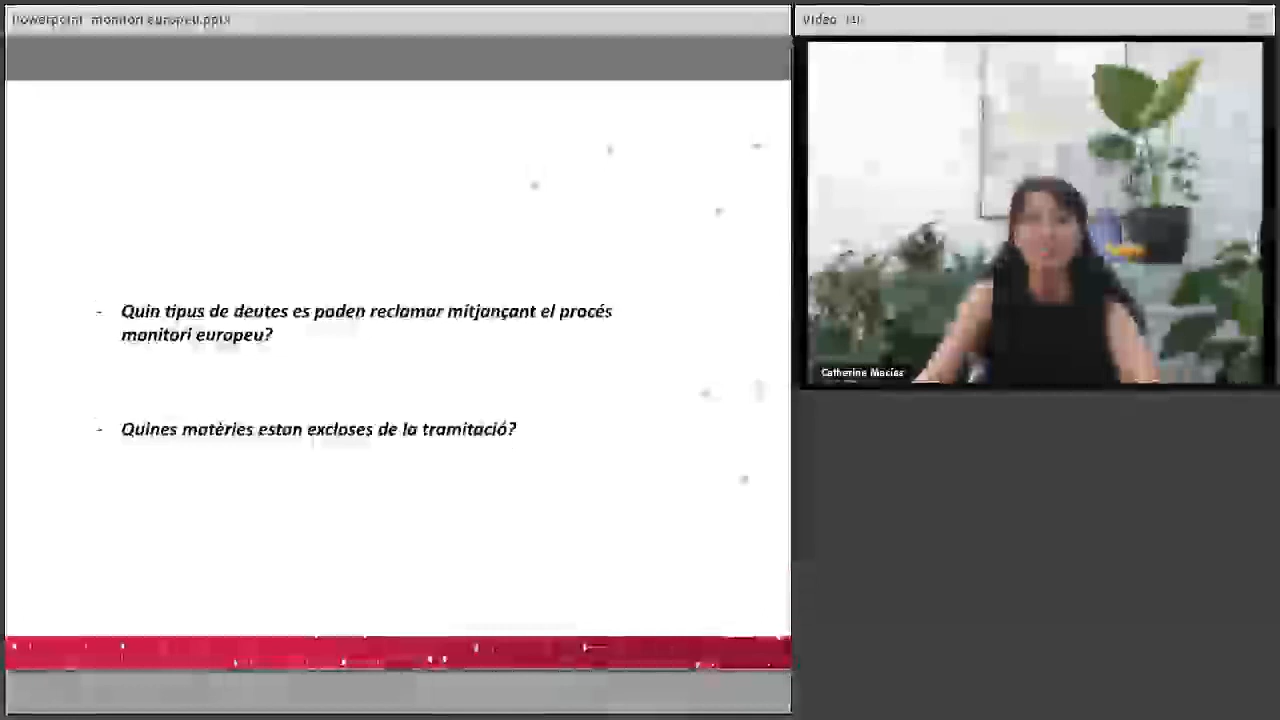 Powerpoint monitori europeu.pptx
Video
- Quin tipus de deutes es poden reclamar mitjançant el procés
monitori europeu?
- Quines matèries estan excloses de la tramitació?
Catherine Macías